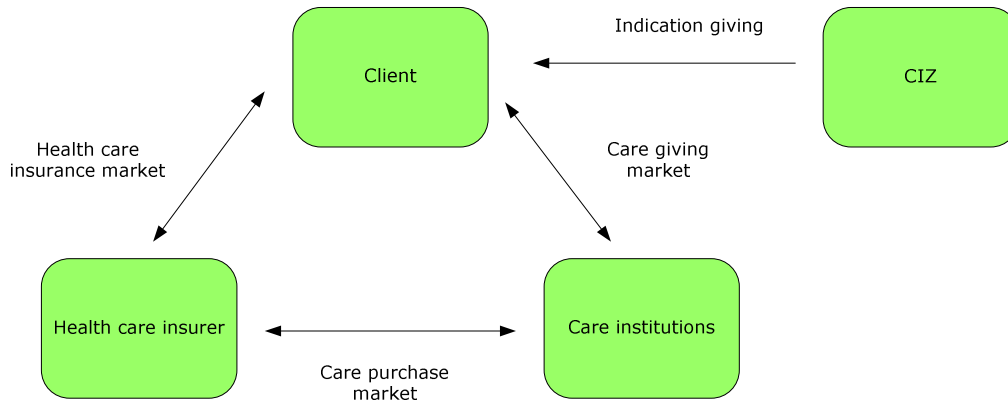 Indication giving
Client
CIZ
Health care
insurance market
Care giving
market
Health care insurer
Care institutions
Care purchase
market